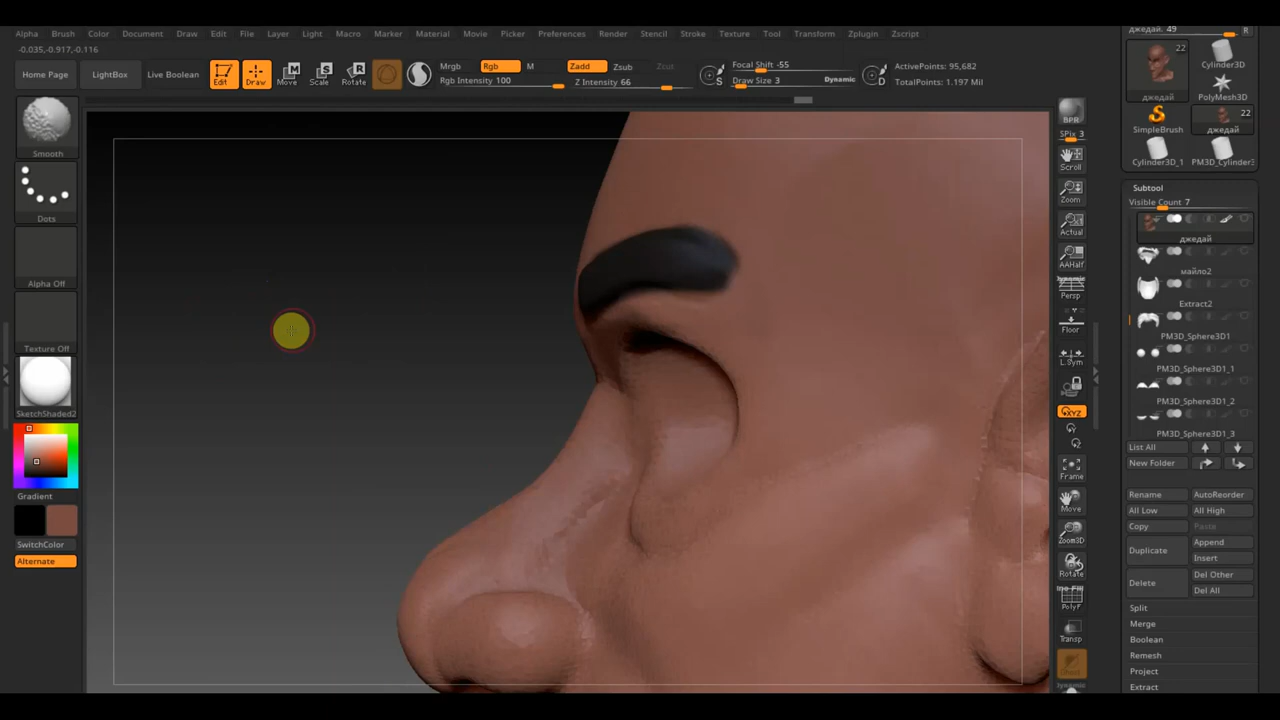 джедай. 49
R
Alpha Brush Color Document Draw Edit File Layer Light Macro Marker Material Movie Picker Preferences Render Stencil Stroke Texture Tool Transform Zplugin Zscript
-0.035,-0.917,-0.116
Home Page
LightBox
Live Boolean
Edit
Draw
Move
Scale
Rotate
Mrgb
Rgb
M
Rgb Intensity 100
Zadd
Zsub
Zcut
Z Intensity 66
S
Focal Shift -55
Draw Size 3
Dynamic
D
ActivePoints: 95,682
TotalPoints: 1.197 Mil
22
джедай
Cylinder3D
PolyMesh3D
SimpleBrush
22
джедай
Cylinder3D_1
PM3D_Cylinder3
Smooth
Dots
Alpha Off
Texture Off
SketchShaded2
Gradient
SwitchColor
Alternate
BPR
SPix 3
Scroll
Zoom
Actual
AAHalf
Dynamic
Persp
Floor
L.Sym
XYZ
Frame
Move
Zoom3D
Rotate
PolyF
Transp
Dynamic
Subtool
Visible Count 7
джедай
майло2
Extract2
PM3D_Sphere3D1
PM3D_Sphere3D1_1
PM3D_Sphere3D1_2
PM3D_Sphere3D1_3
List All
New Folder
Rename
AutoReorder
All Low
All High
Copy
Paste
Duplicate
Append
Insert
Delete
Del Other
Del All
Split
Merge
Boolean
Remesh
Project
Extract